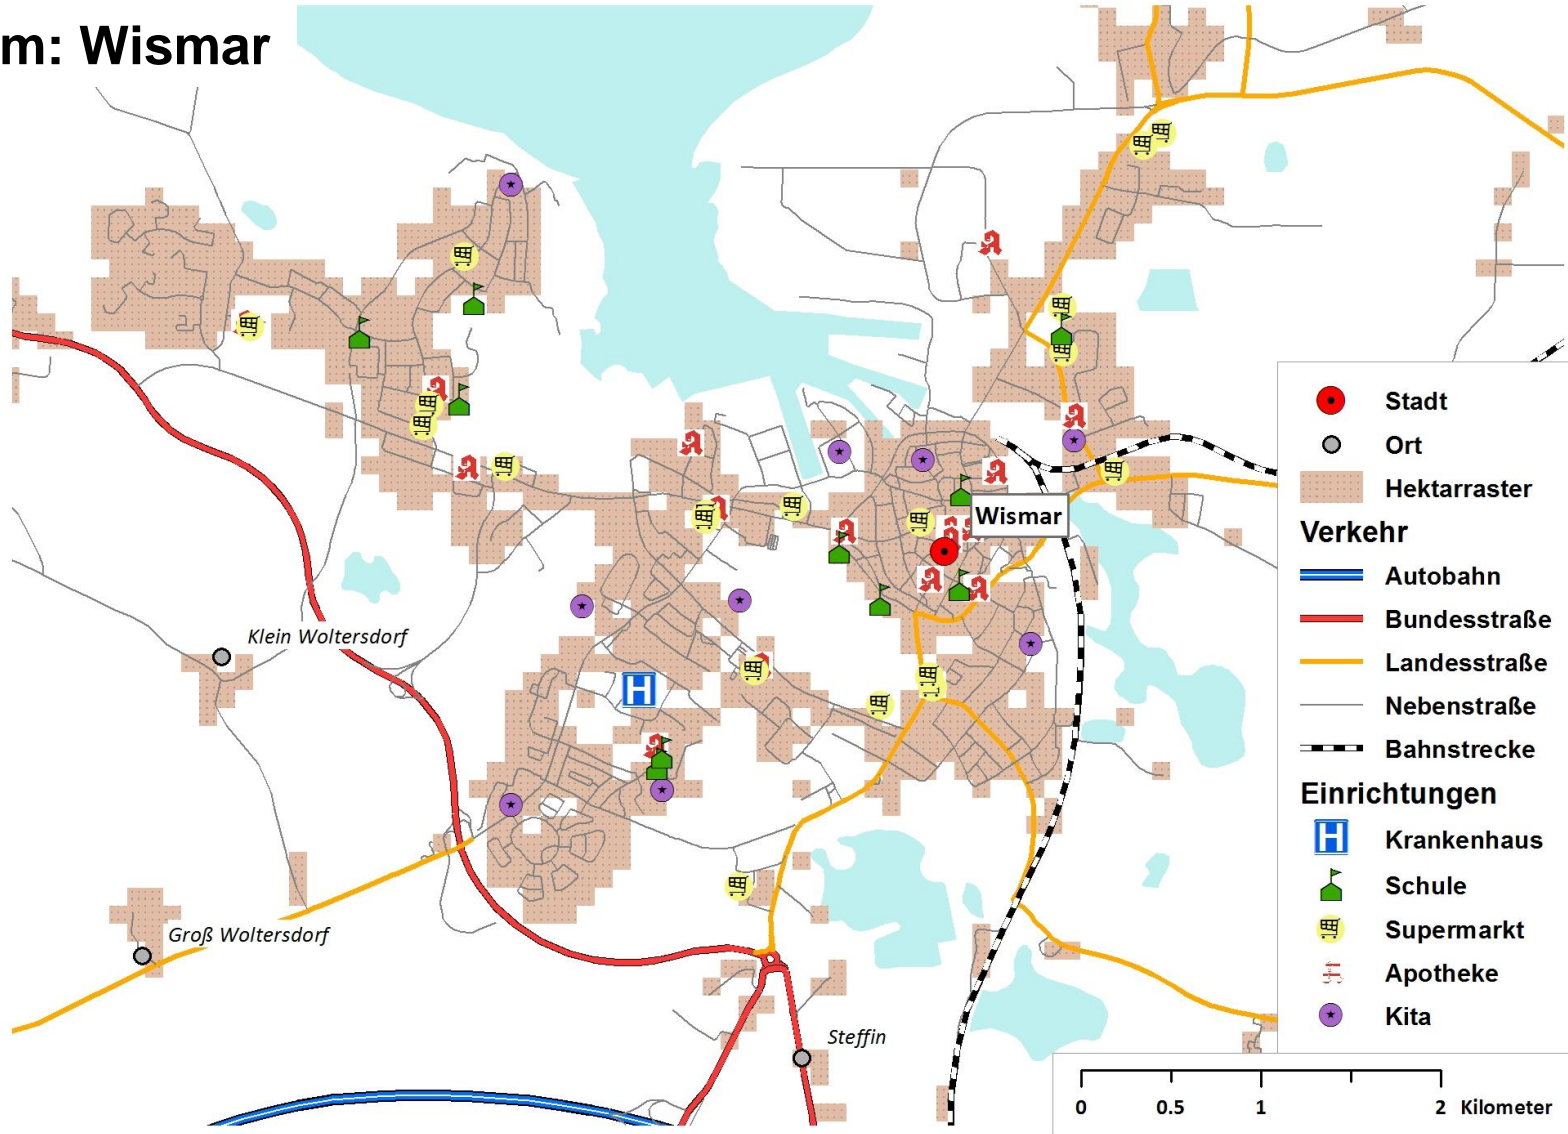 m: Wismar
Klein Woltersdorf
Groß Woltersdorf
Steffin
Wismar
H
Stadt
Ort
Hektarraster
Verkehr
Autobahn
Bundesstraße
Landesstraße
Nebenstraße
Bahnstrecke
Einrichtungen
H
Krankenhaus
Schule
Supermarkt
Apotheke
Kita
0 0.5 1 2 Kilometer